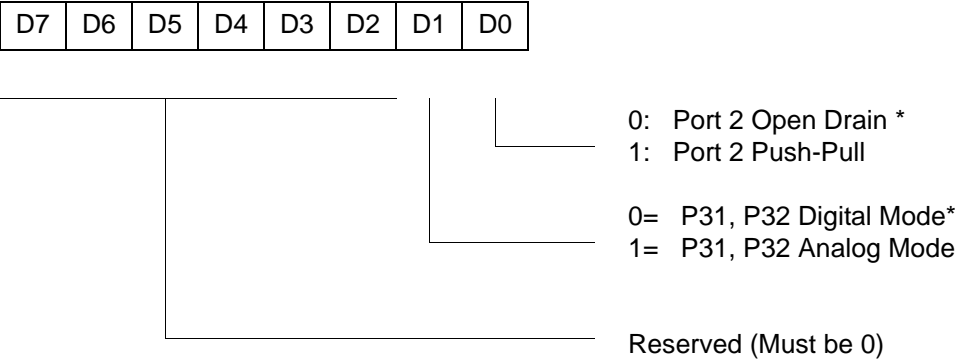 D7 D6 D5 D4 D3 D2 D1 D0
0: Port 2 Open Drain *
1: Port 2 Push-Pull
0= P31, P32 Digital Mode*
1= P31, P32 Analog Mode
Reserved (Must be 0)